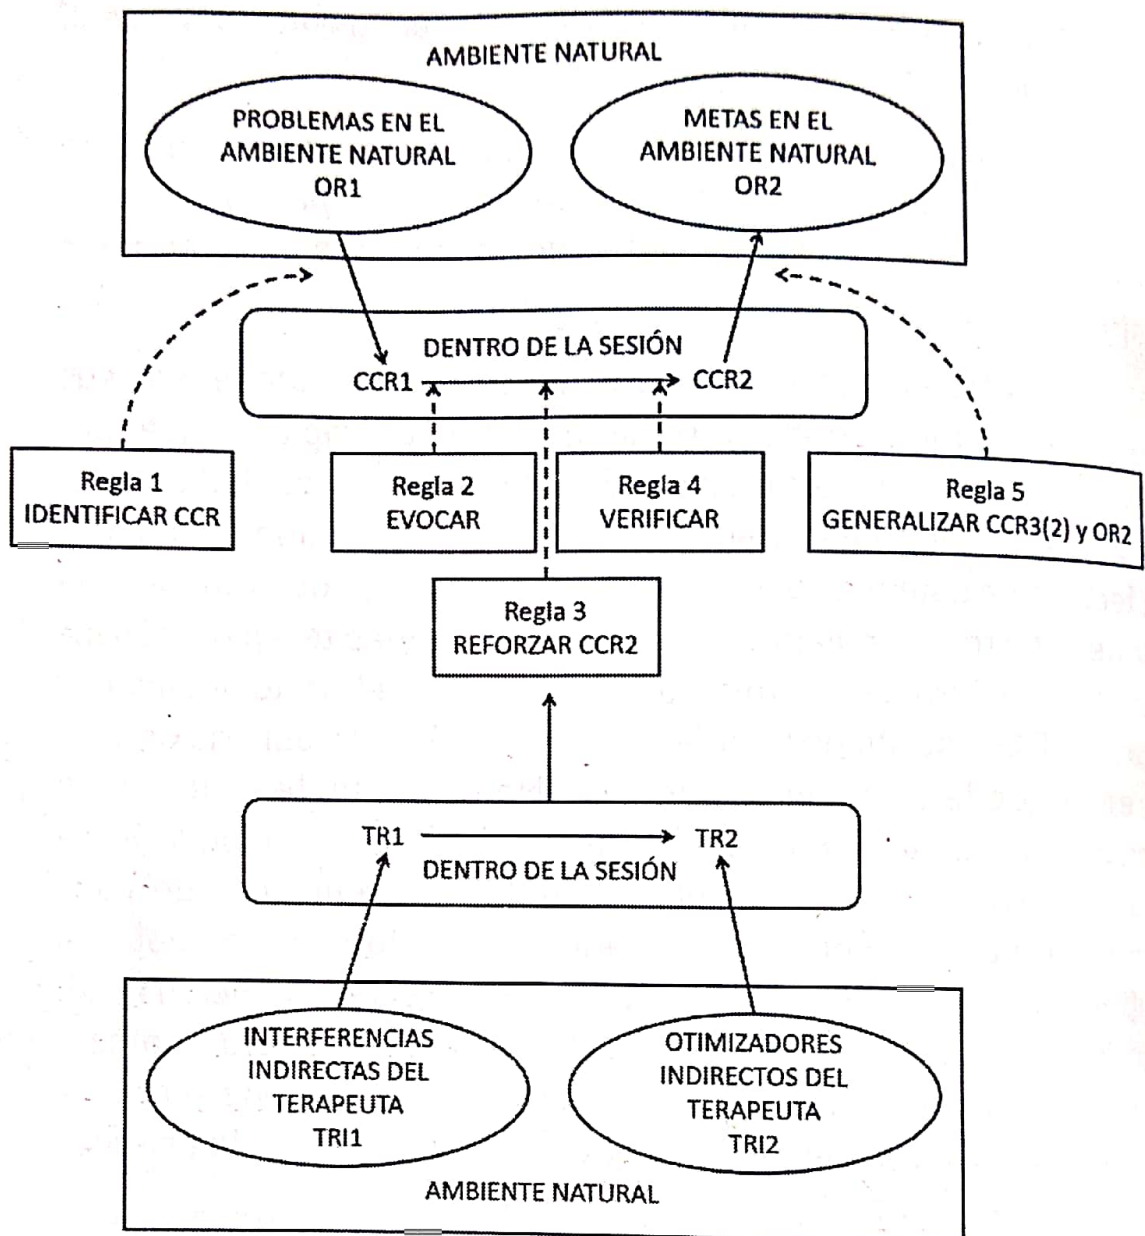 AMBIENTE NATURAL
PROBLEMAS EN EL
AMBIENTE NATURAL
OR1
METAS EN EL
AMBIENTE NATURAL
OR2
DENTRO DE LA SESIÓN
CCR1
CCR2
Regla 1
IDENTIFICAR CCR
Regla 2
EVOCAR
Regla 4
VERIFICAR
Regla 5
GENERALIZAR CCR3(2) y OR2
Regla 3
REFORZAR CCR2
TR1
TR2
DENTRO DE LA SESIÓN
INTERFERENCIAS
INDIRECTAS DEL
TERAPEUTA
TRI1
OTIMIZADORES
INDIRECTOS DEL
TERAPEUTA
TRI2
AMBIENTE NATURAL